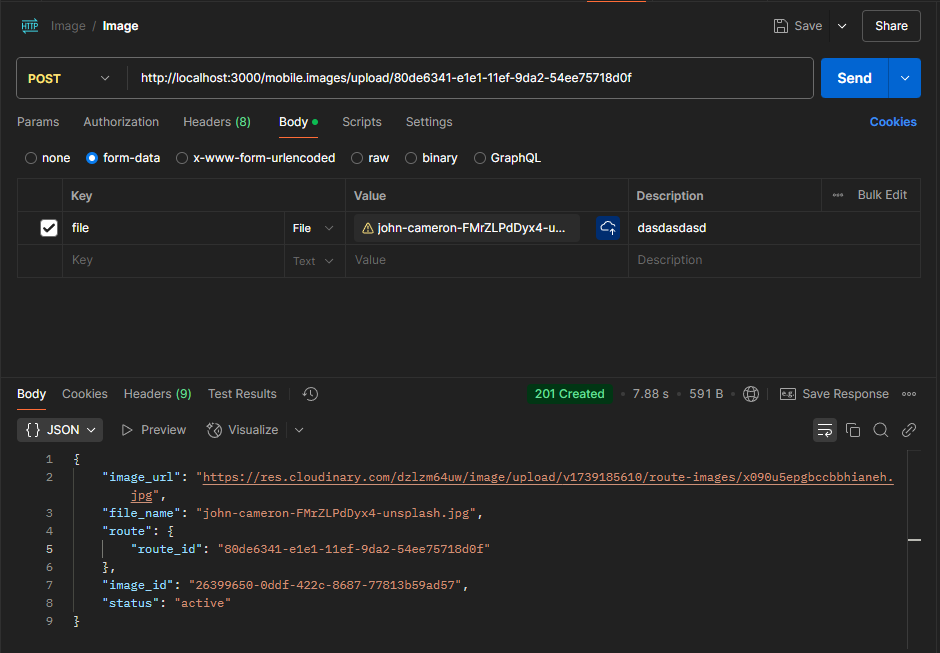 HTTP Image / Image Save Share
POST http://localhost:3000/mobile.images/upload/80de6341-e1e1-11ef-9da2-54ee75718d0f Send
Params Authorization Headers (8) Body Scripts Settings Cookies
none form-data x-www-form-urlencoded raw binary GraphQL
Key Value Description ••• Bulk Edit
file File john-cameron-FMrZLPdDyx4-u... dasdasdasd
Key Text Value Description
Body Cookies Headers (9) Test Results 201 Created • 7.88 s • 591 B • e.g. Save Response •••
{} JSON Preview Visualize
1 {
2 "image_url": "https://res.cloudinary.com/dzlzm64uw/image/upload/v1739185610/route-images/x090u5epgbccbbhianeh.
jpg",
3 "file_name": "john-cameron-FMrZLPdDyx4-unsplash.jpg",
4 "route": {
5 "route_id": "80de6341-e1e1-11ef-9da2-54ee75718d0f"
6 },
7 "image_id": "26399650-0ddf-422c-8687-77813b59ad57",
8 "status": "active"
9 }